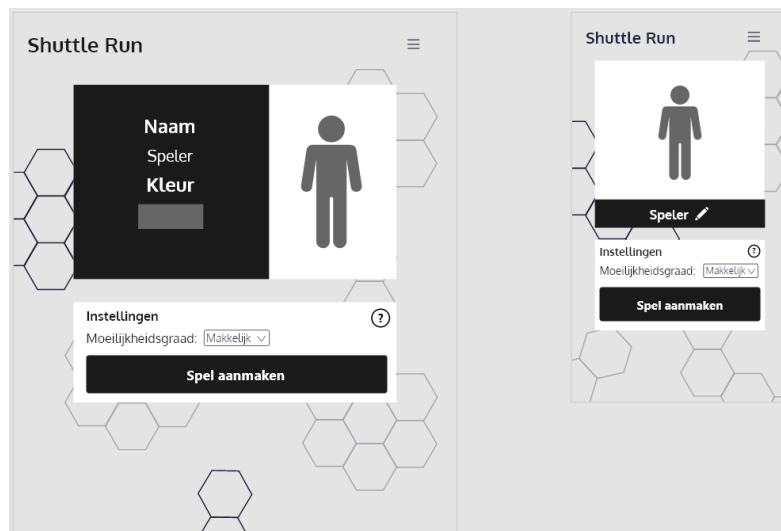 Shuttle Run
Naam
Speler
Kleur
Instellingen
?
Moeilijkheidsgraad: Makkelijk
Spel aanmaken
Shuttle Run
Speler
Instellingen
?
Moeilijkheidsgraad: Makkelijk
Spel aanmaken